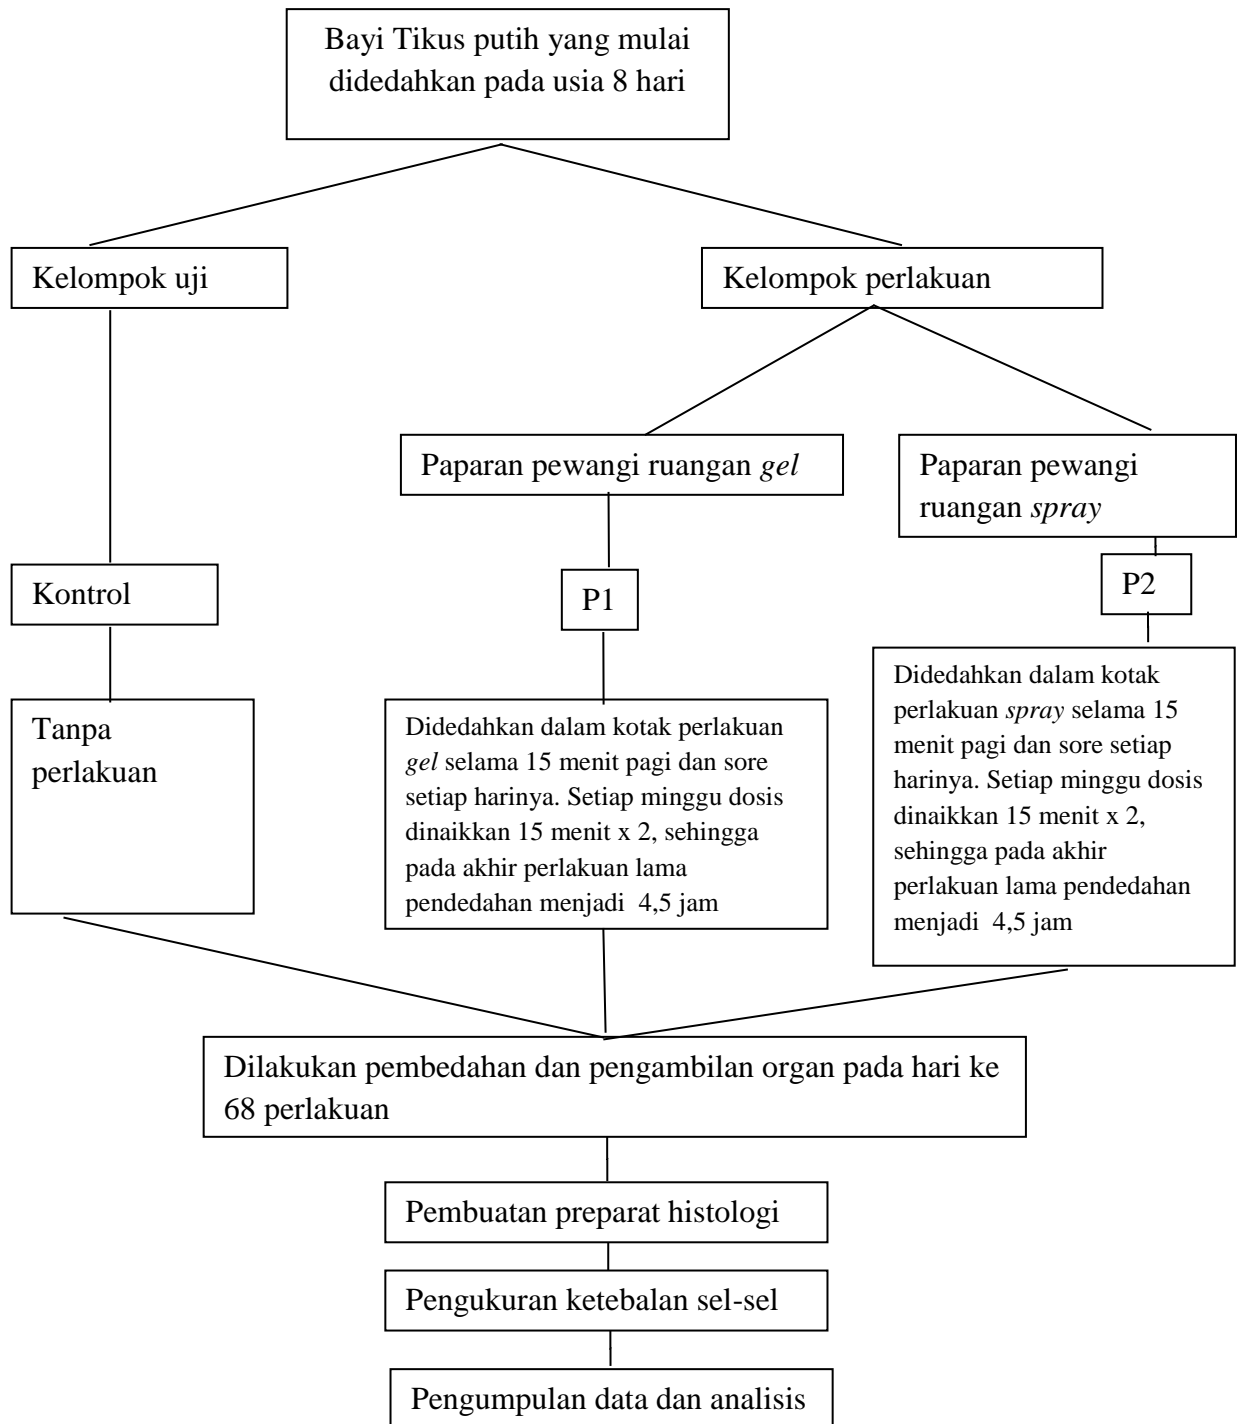 Bayi Tikus putih yang mulai
didedahkan pada usia 8 hari
Kelompok uji
Kelompok perlakuan
Paparan pewangi ruangan gel
Paparan pewangi
ruangan spray
Kontrol
P1
P2
Tanpa
perlakuan
Didedahkan dalam kotak perlakuan
gel selama 15 menit pagi dan sore
setiap harinya. Setiap minggu dosis
dinaikkan 15 menit x 2, sehingga
pada akhir perlakuan lama
pendedahan menjadi 4,5 jam
Didedahkan dalam kotak
perlakuan spray selama 15
menit pagi dan sore setiap
harinya. Setiap minggu dosis
dinaikkan 15 menit x 2,
sehingga pada akhir
perlakuan lama pendedahan
menjadi 4,5 jam
Dilakukan pembedahan dan pengambilan organ pada hari ke
68 perlakuan
Pembuatan preparat histologi
Pengukuran ketebalan sel-sel
Pengumpulan data dan analisis